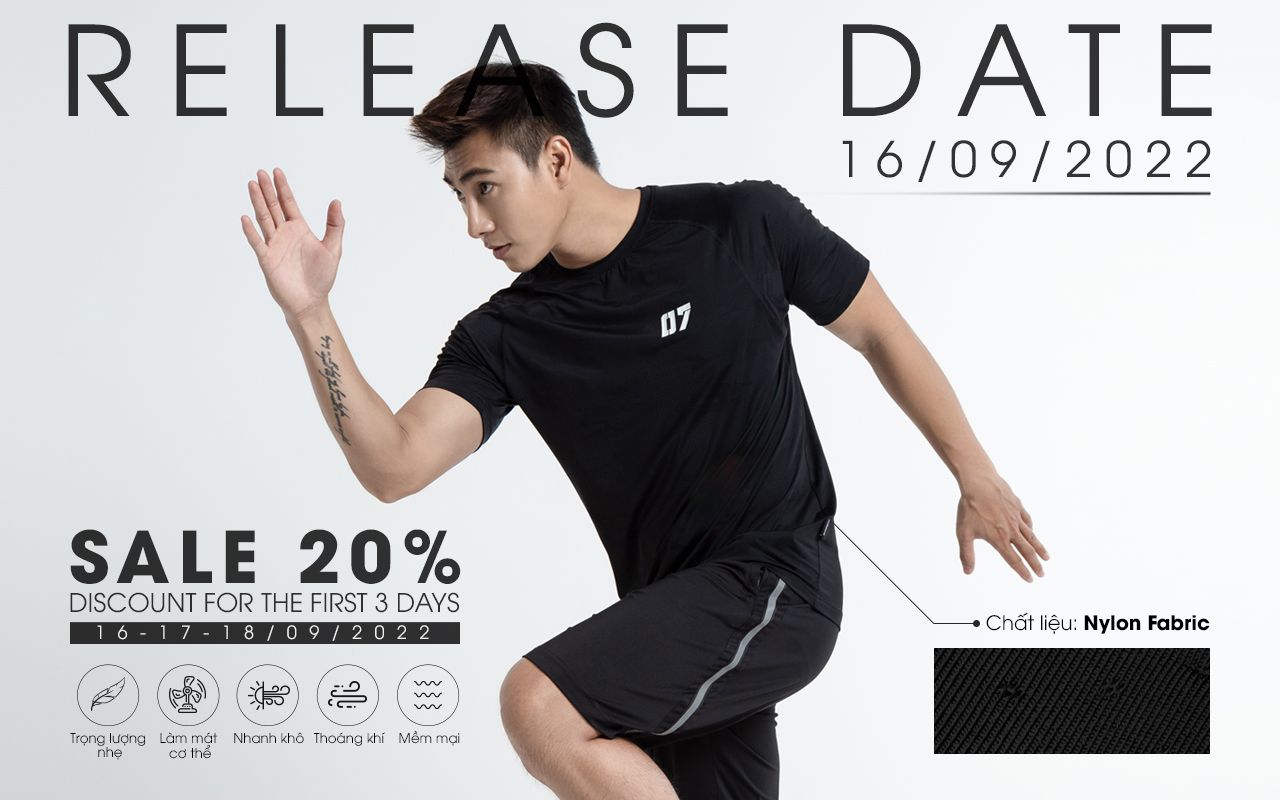 RELEASE DATE
16/09/2022
07
SALE 20%
DISCOUNT FOR THE FIRST 3 DAYS
16-17-18/09/2022
Chất liệu: Nylon Fabric
Trọng lượng
nhẹ
Làm mát
cơ thể
Nhanh khô
Thoáng khí
Mềm mại